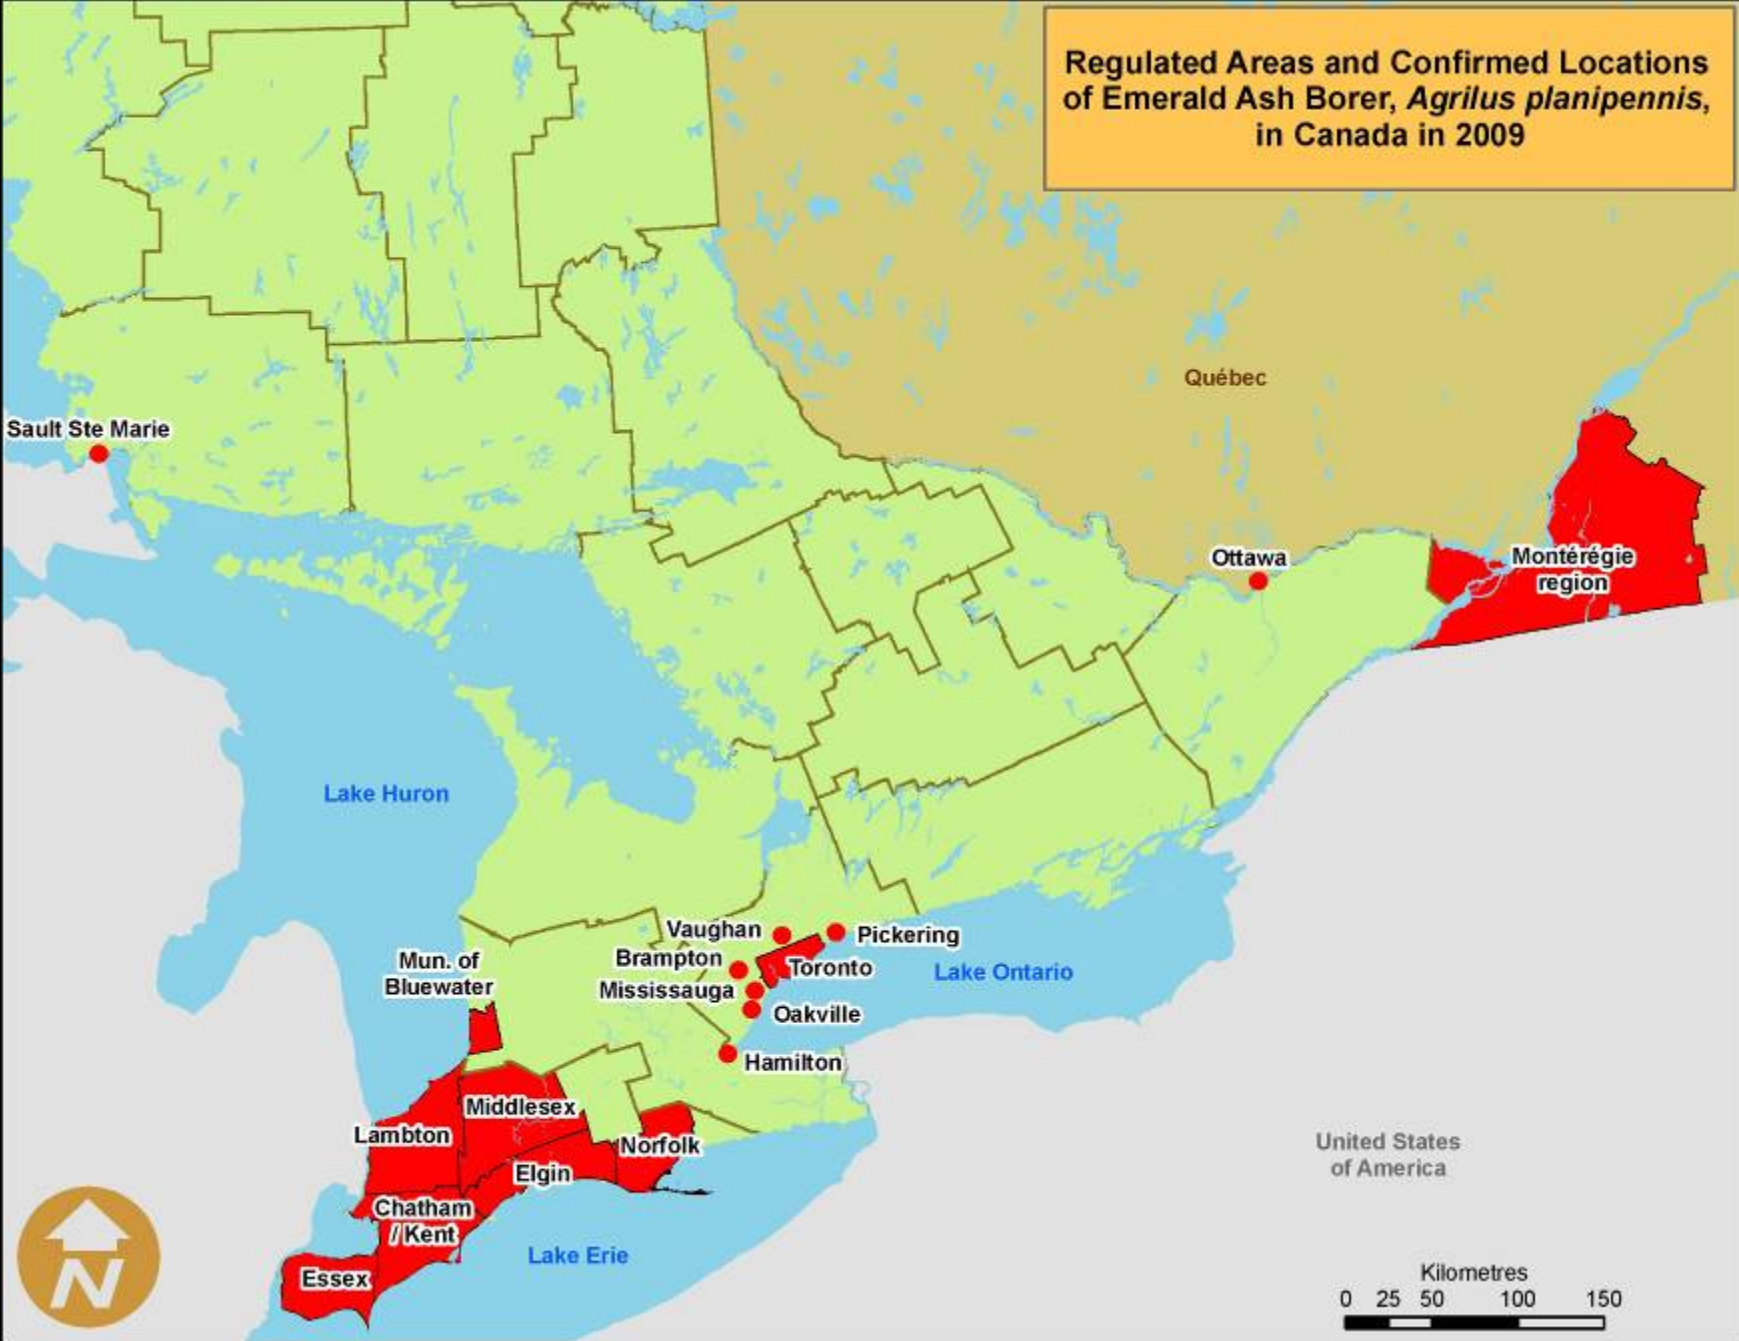 Regulated Areas and Confirmed Locations
of Emerald Ash Borer, Agrilus planipennis,
in Canada in 2009
Québec
Sault Ste Marie
Ottawa
Montérégie
region
Lake Huron
Vaughan
Pickering
Brampton
Toronto
Mississauga
Oakville
Hamilton
Lake Ontario
Mun. of
Bluewater
Middlesex
Lambton
Norfolk
Elgin
Chatham
/ Kent
Essex
Lake Erie
United States
of America
N
Kilometres
0 25 50 100 150